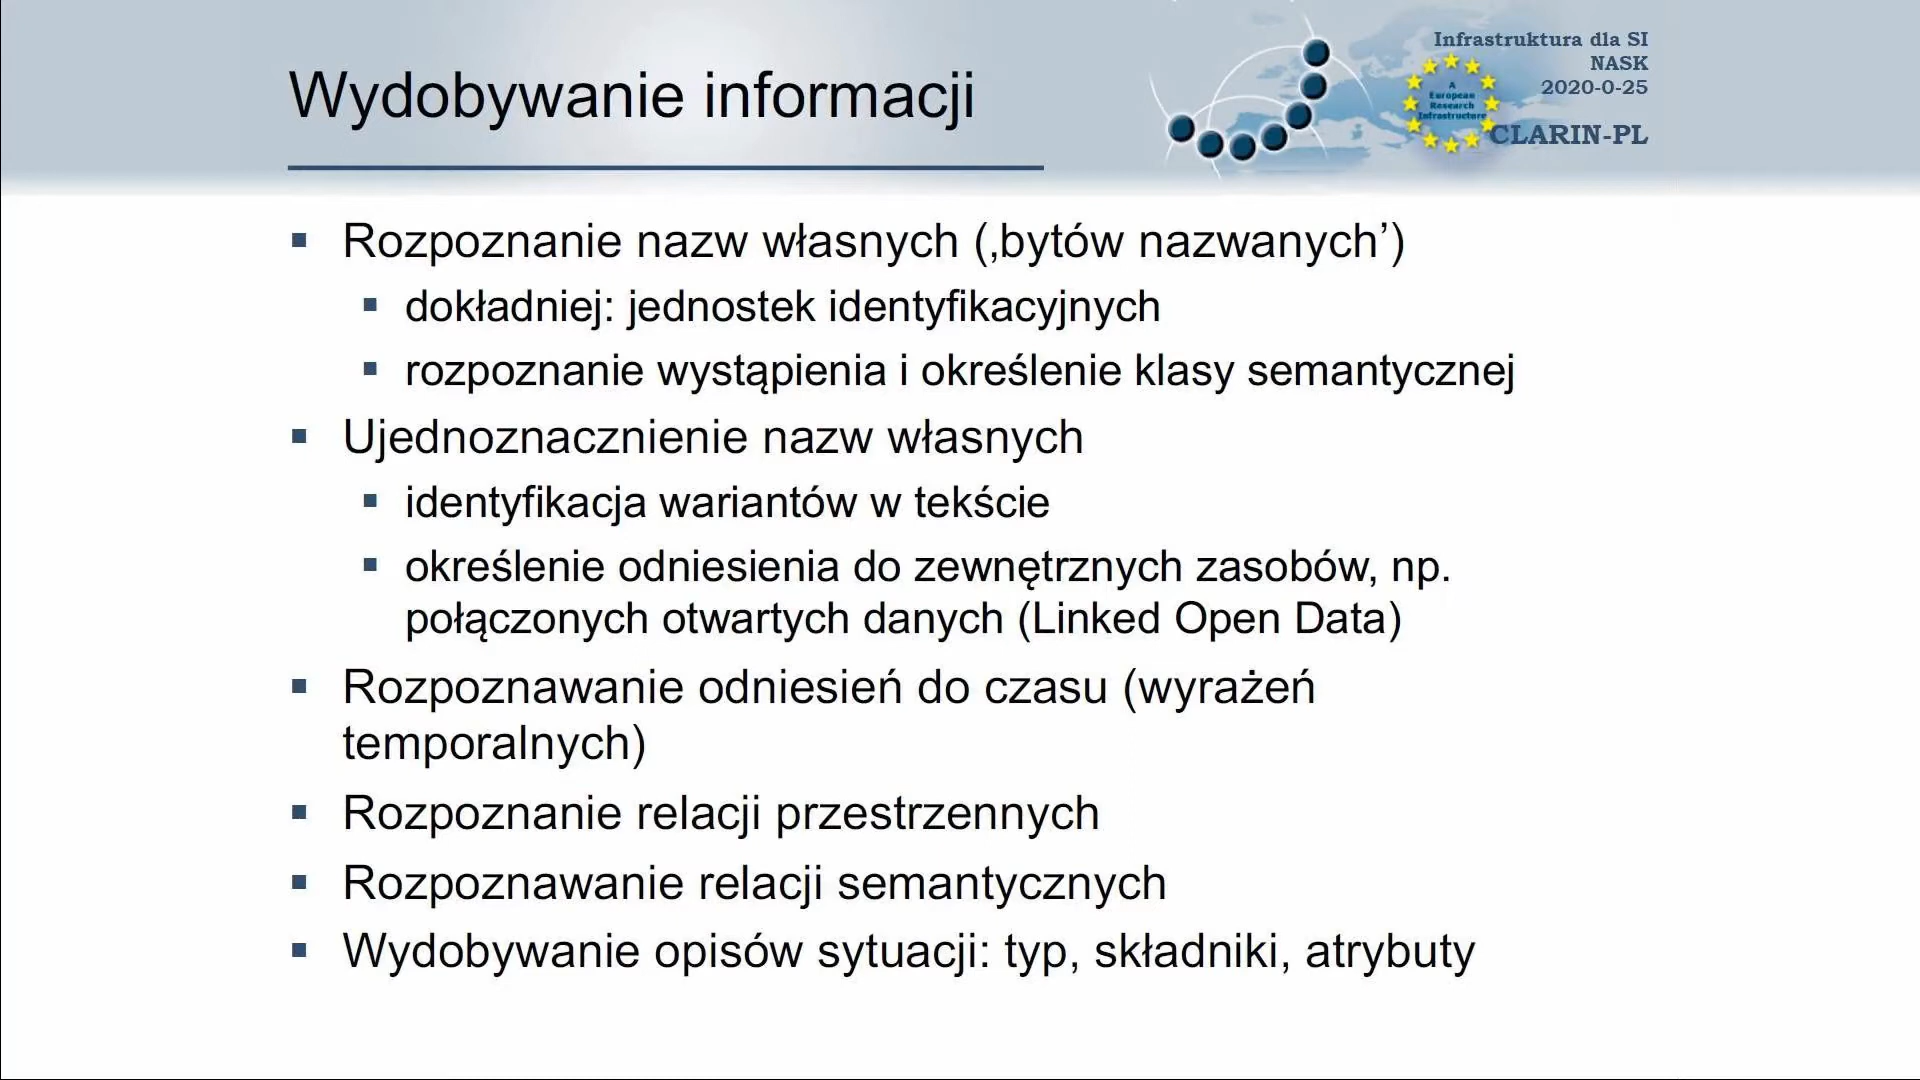 Wydobywanie informacji
Infrastruktura dla SI
NASK
2020-0-25
A
European
Research
Infrastructure
CLARIN-PL
Rozpoznanie nazw własnych (‚bytów nazwanych’)
dokładniej: jednostek identyfikacyjnych
rozpoznanie wystąpienia i określenie klasy semantycznej
Ujednoznacznienie nazw własnych
identyfikacja wariantów w tekście
określenie odniesienia do zewnętrznych zasobów, np.
połączonych otwartych danych (Linked Open Data)
Rozpoznawanie odniesień do czasu (wyrażeń
temporalnych)
Rozpoznanie relacji przestrzennych
Rozpoznawanie relacji semantycznych
Wydobywanie opisów sytuacji: typ, składniki, atrybuty